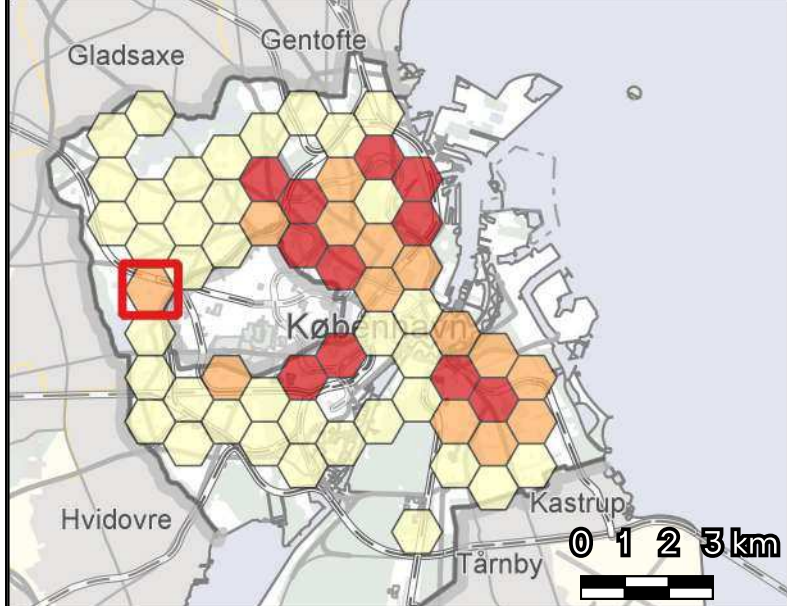 Gentofte
Gladsaxe
København
Kastrup
Hvidovre
0 1 2 3 km
Tårnby